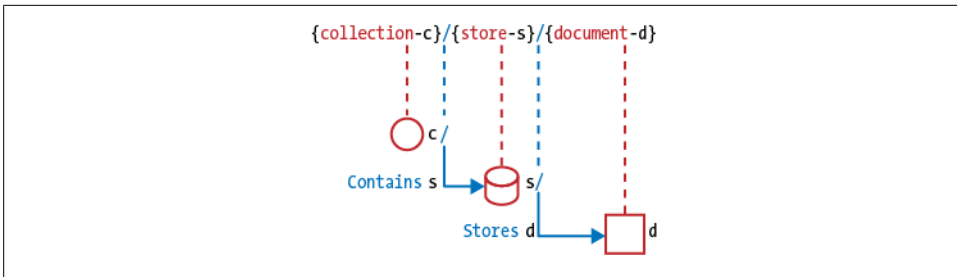 {collection-c}/{store-s}/{document-d}
c/
Contains s s/
Stores d d